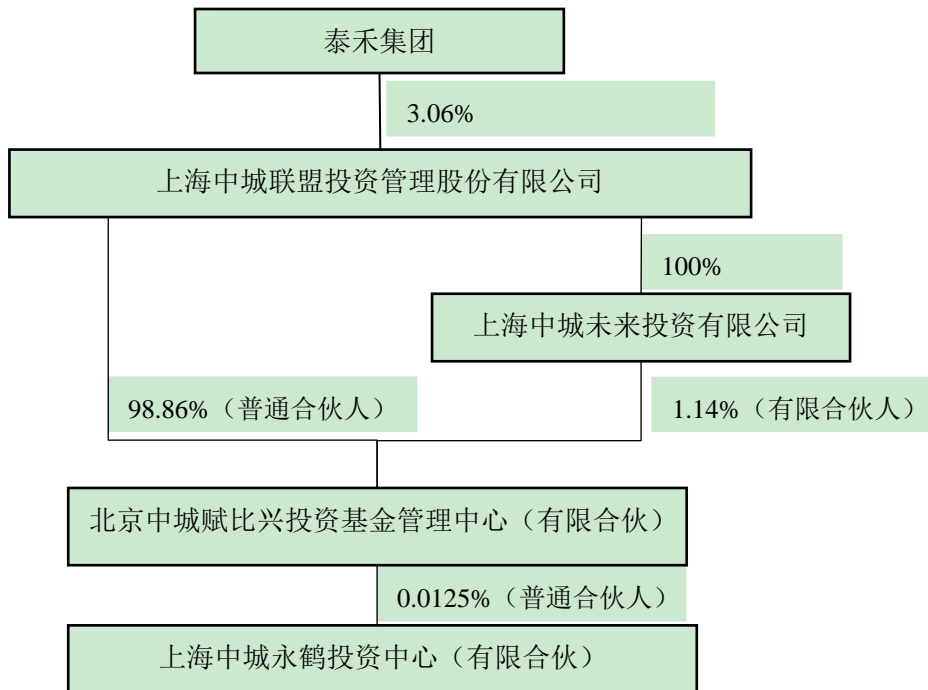 泰禾集团
3.06%
上海中城联盟投资管理股份有限公司
100%
上海中城未来投资有限公司
98.86%（普通合伙人）
1.14%（有限合伙人）
北京中城赋比兴投资基金管理中心（有限合伙）
0.0125%（普通合伙人）
上海中城永鹤投资中心（有限合伙）